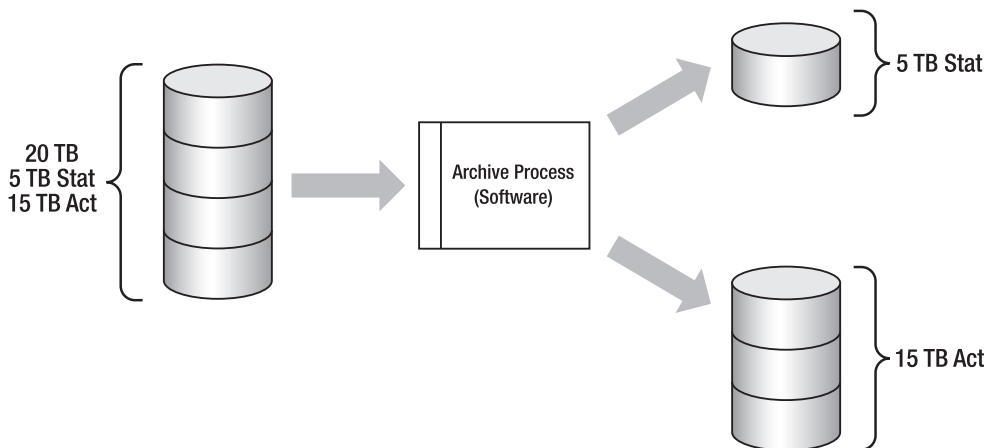 20 TB
5 TB Stat
15 TB Act
Archive Process
(Software)
5 TB Stat
15 TB Act